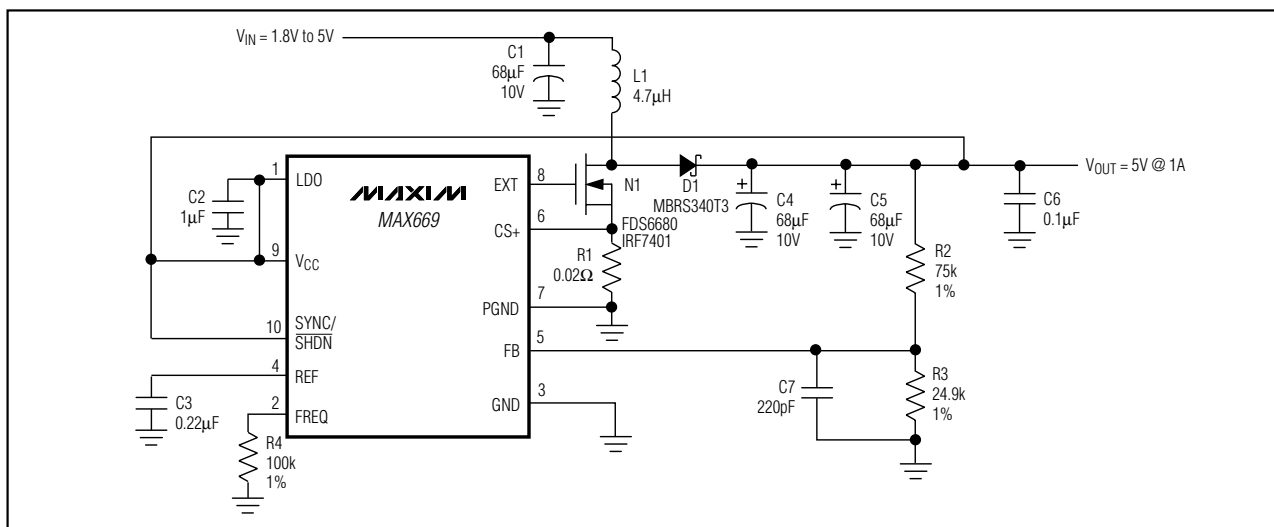 V_IN = 1.8V to 5V
C1
68µF
10V
L1
4.7µH
V_OUT = 5V @ 1A
1
LDO
MAXIM
MAX669
EXT
8
N1
D1
MBRS340T3
FDS6680
IRF7401
+
C4
68µF
10V
+
C5
68µF
10V
C6
0.1µF
C2
1µF
6
CS+
R1
0.02Ω
R2
75k
1%
9
V_CC
7
PGND
10
SYNC/
SHDN
5
FB
4
REF
C3
0.22µF
2
FREQ
R4
100k
1%
3
GND
C7
220pF
R3
24.9k
1%